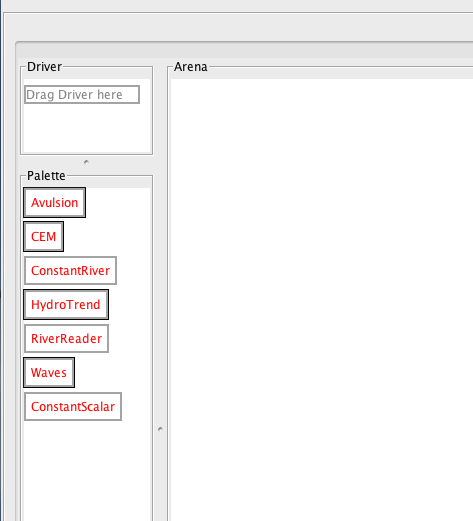 Driver
Arena
Drag Driver here
Palette
Avulsion
CEM
ConstantRiver
HydroTrend
RiverReader
Waves
ConstantScalar